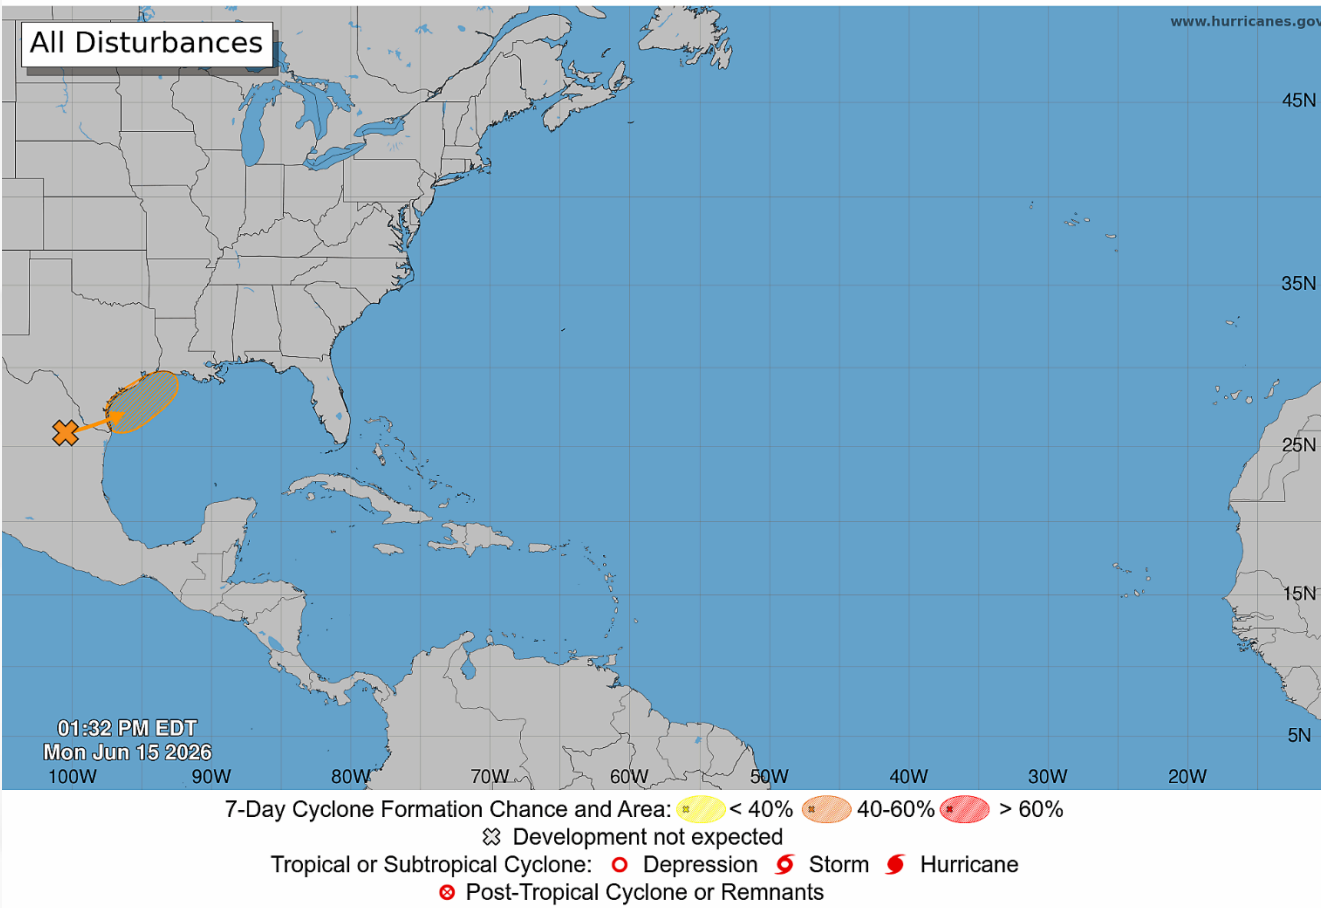 www.hurricanes.gov
All Disturbances
45N
35N
25N
15N
5N
01:32 PM EDT
Mon Jun 15 2026
100W 90W 80W 70W 60W 50W 40W 30W 20W
7-Day Cyclone Formation Chance and Area: < 40% 40-60% > 60%
Development not expected
Tropical or Subtropical Cyclone: Depression Storm Hurricane
Post-Tropical Cyclone or Remnants